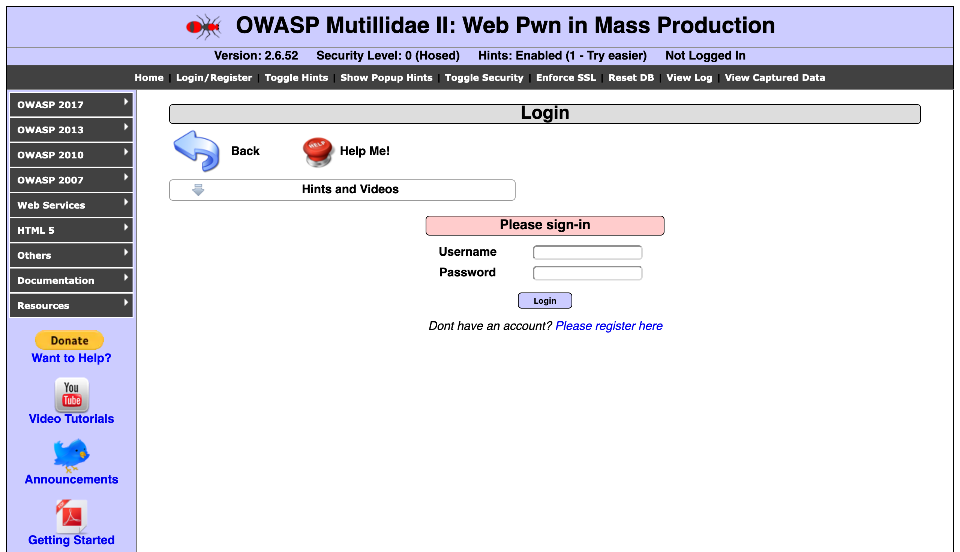 OWASP Mutillidae II: Web Pwn in Mass Production
Version: 2.6.52 Security Level: 0 (Hosed) Hints: Enabled (1 - Try easier) Not Logged In
Home | Login/Register | Toggle Hints | Show Popup Hints | Toggle Security | Enforce SSL | Reset DB | View Log | View Captured Data
OWASP 2017
OWASP 2013
OWASP 2010
OWASP 2007
Web Services
HTML 5
Others
Documentation
Resources
Donate
Want to Help?
You
Tube
Video Tutorials
Announcements
Getting Started
Login
Back
HELP
Help Me!
Hints and Videos
Please sign-in
Username
Password
Login
Dont have an account? Please register here